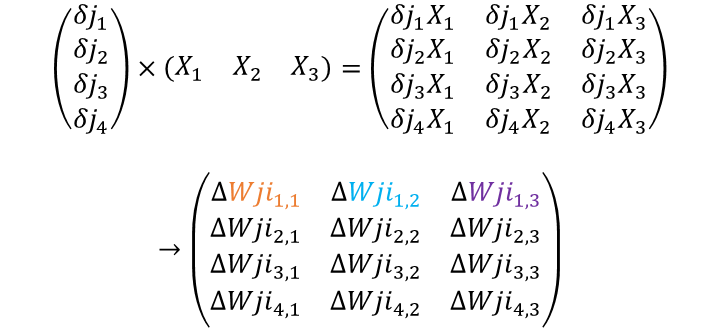 (δj₁ δj₂ δj₃ δj₄) × (X₁ X₂ X₃) =
δj₁X₁ δj₁X₂ δj₁X₃
δj₂X₁ δj₂X₂ δj₂X₃
δj₃X₁ δj₃X₂ δj₃X₃
δj₄X₁ δj₄X₂ δj₄X₃
→
ΔWji₁,₁ ΔWji₁,₂ ΔWji₁,₃
ΔWji₂,₁ ΔWji₂,₂ ΔWji₂,₃
ΔWji₃,₁ ΔWji₃,₂ ΔWji₃,₃
ΔWji₄,₁ ΔWji₄,₂ ΔWji₄,₃